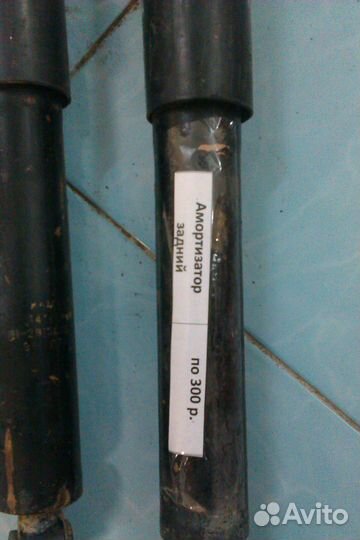 Амортизатор
задний
по 300 р.
Avito